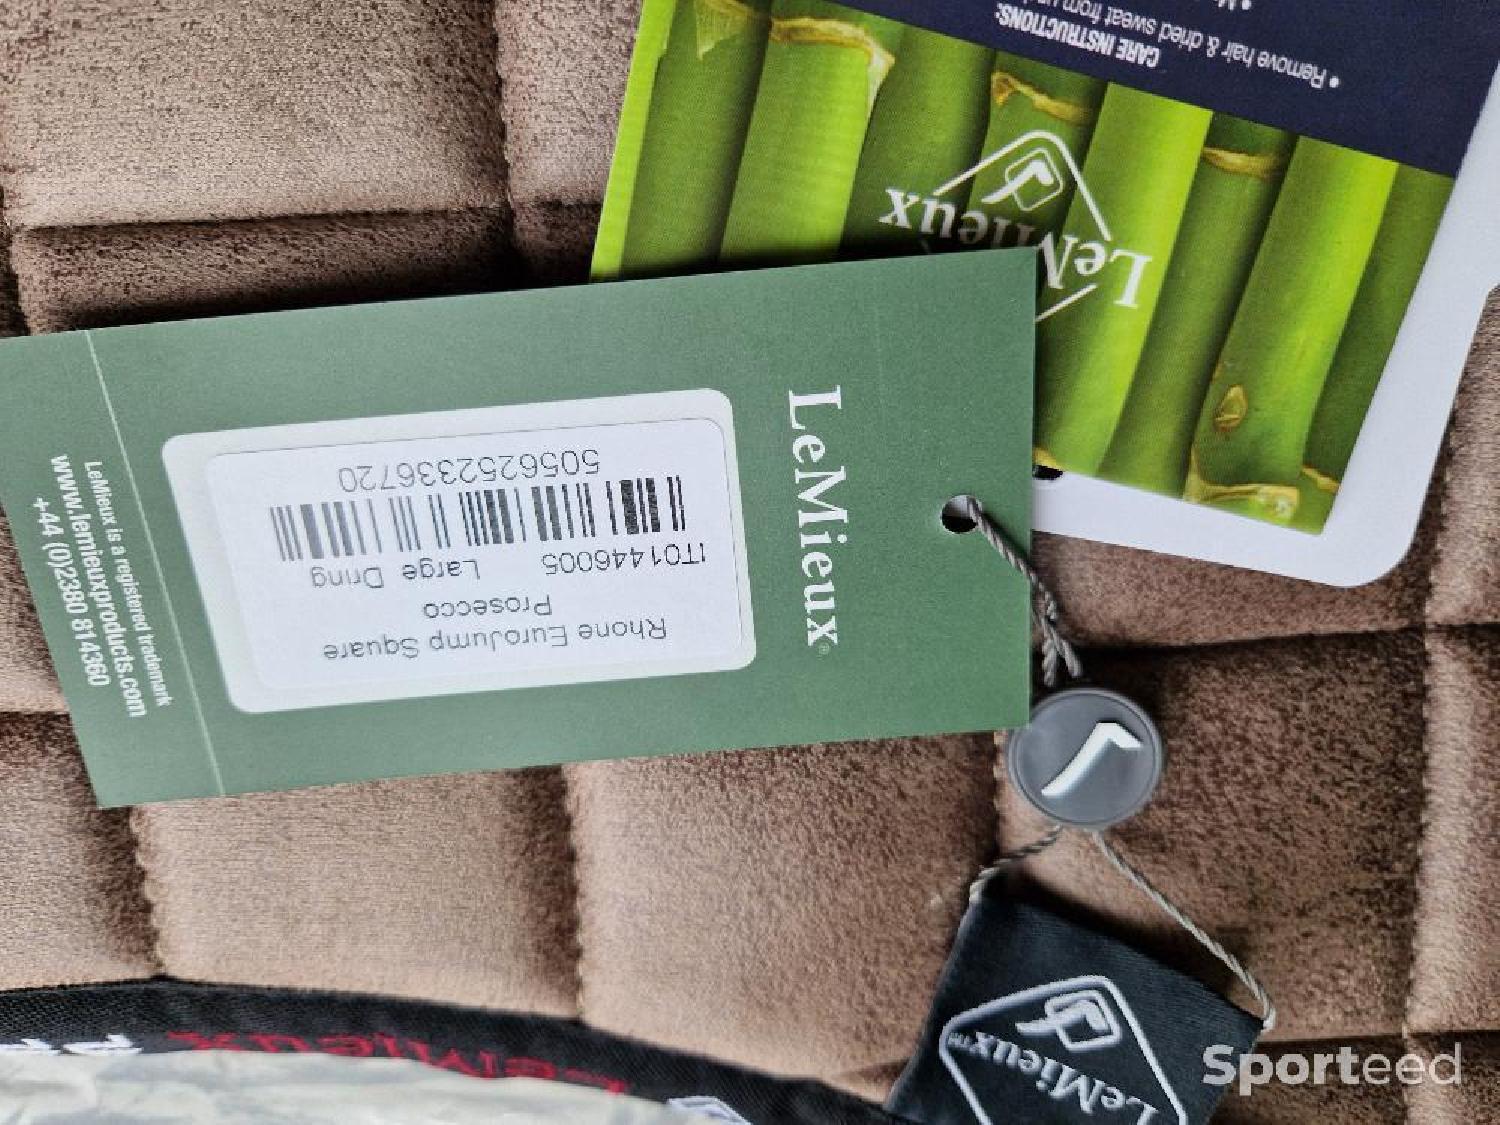 CARE INSTRUCTIONS:
• Remove hair & dried sweat from
LeMieux
LeMieux
Rhone EuroJump Square
Prosecco
IT01446005 Large Dring
5056252336720
LeMieux is a registered trademark
www.lemieuxproducts.com
+44 (0)2380 814360
LeMieux™
LeMieux
Sporteed